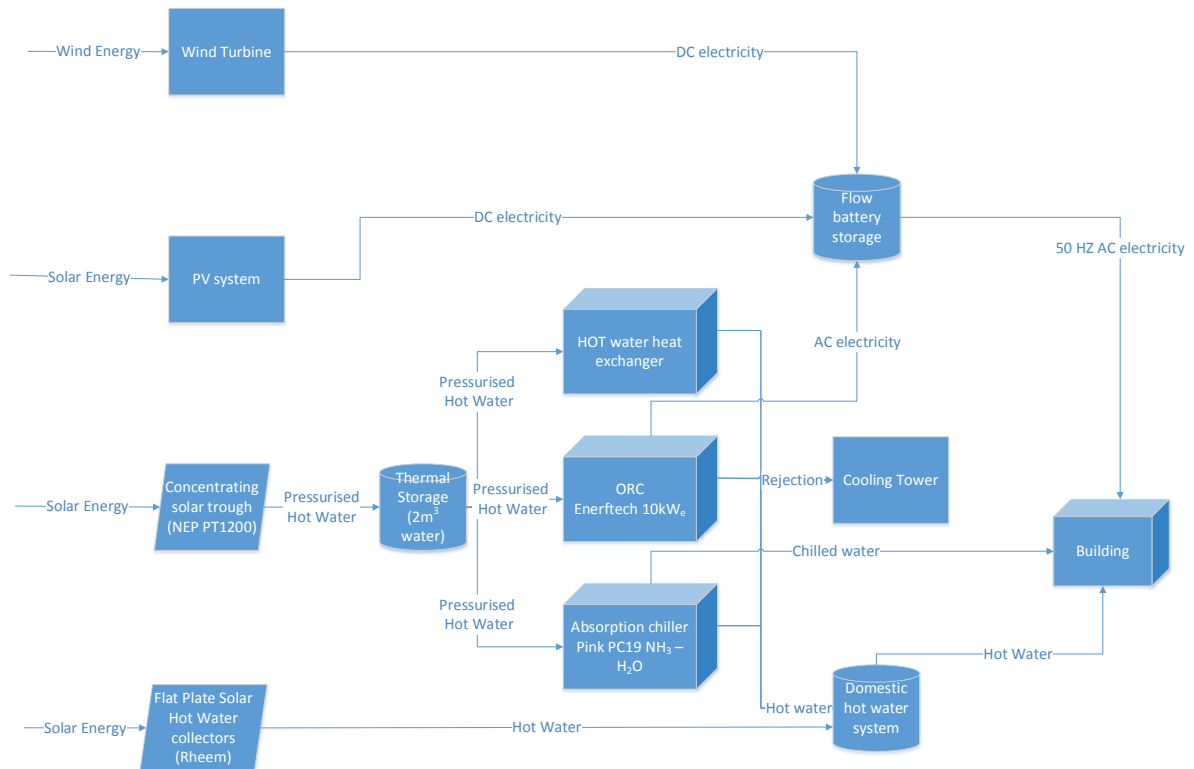 Wind Energy
Wind Turbine
DC electricity
Flow
battery
storage
DC electricity
50 HZ AC electricity
Solar Energy
PV system
HOT water heat
exchanger
AC electricity
Pressurised
Hot Water
Concentrating
solar trough
(NEP PT1200)
Solar Energy
Pressurised
Hot Water
Thermal
Storage
(2m³
water)
Pressurised
Hot Water
ORC
Enerftech 10kWₑ
Rejection
Cooling Tower
Chilled water
Building
Pressurised
Hot Water
Absorption chiller
Pink PC19 NH₃ –
H₂O
Hot Water
Flat Plate Solar
Hot Water
collectors
(Rheem)
Solar Energy
Hot Water
Hot water
Domestic
hot water
system